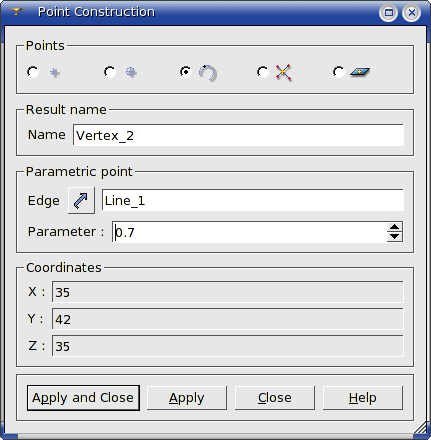 Point Construction
Points
Result name
Name Vertex_2
Parametric point
Edge Line_1
Parameter : 0.7
Coordinates
X : 35
Y : 42
Z : 35
Apply and Close Apply Close Help